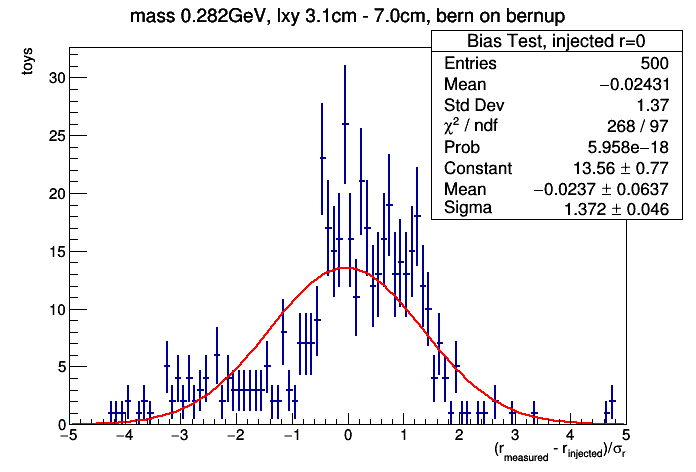 mass 0.282GeV, lxy 3.1cm - 7.0cm, bern on bernup
Bias Test, injected r=0
Entries 500
Mean −0.02431
Std Dev 1.37
χ² / ndf 268 / 97
Prob 5.958e−18
Constant 13.56 ± 0.77
Mean −0.0237 ± 0.0637
Sigma 1.372 ± 0.046
toys
30
25
20
15
10
5
0
−5 −4 −3 −2 −1 0 1 2 3 4 5
(r_measured - r_injected)/σ_r